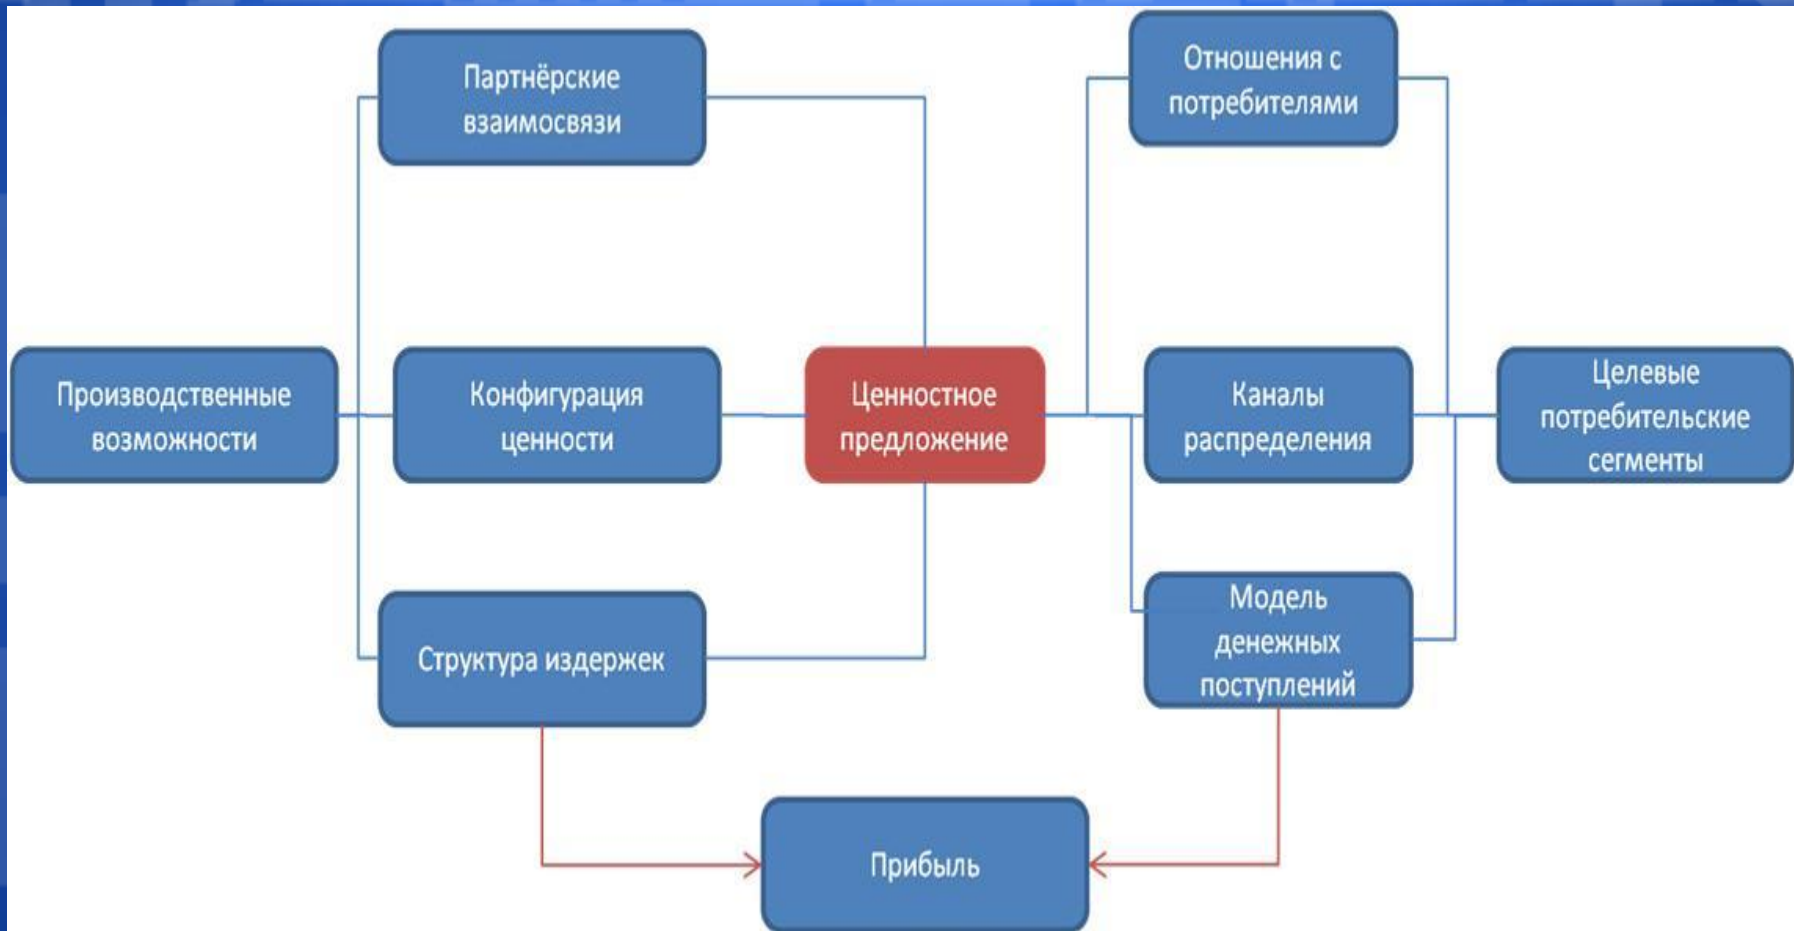 Партнёрские
взаимосвязи
Отношения с
потребителями
Производственные
возможности
Конфигурация
ценности
Ценностное
предложение
Каналы
распределения
Целевые
потребительские
сегменты
Структура издержек
Модель
денежных
поступлений
Прибыль